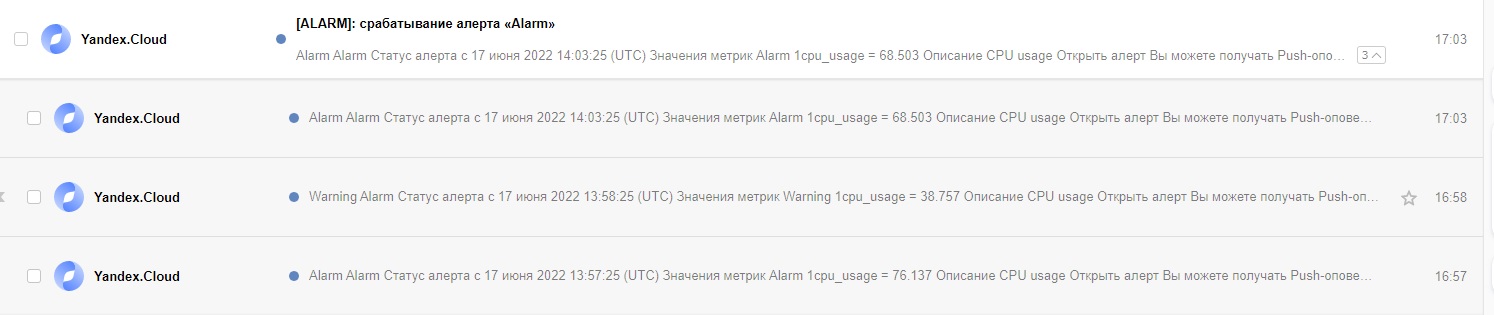 [ALARM]: срабатывание алерта «Alarm»
Yandex.Cloud
17:03
Alarm Alarm Статус алерта с 17 июня 2022 14:03:25 (UTC) Значения метрик Alarm 1cpu_usage = 68.503 Описание CPU usage Открыть алерт Вы можете получать Push-опо… 3
Yandex.Cloud Alarm Alarm Статус алерта с 17 июня 2022 14:03:25 (UTC) Значения метрик Alarm 1cpu_usage = 68.503 Описание CPU usage Открыть алерт Вы можете получать Push-опове… 17:03
Yandex.Cloud Warning Alarm Статус алерта с 17 июня 2022 13:58:25 (UTC) Значения метрик Warning 1cpu_usage = 38.757 Описание CPU usage Открыть алерт Вы можете получать Push-оп… 16:58
Yandex.Cloud Alarm Alarm Статус алерта с 17 июня 2022 13:57:25 (UTC) Значения метрик Alarm 1cpu_usage = 76.137 Описание CPU usage Открыть алерт Вы можете получать Push-опове… 16:57